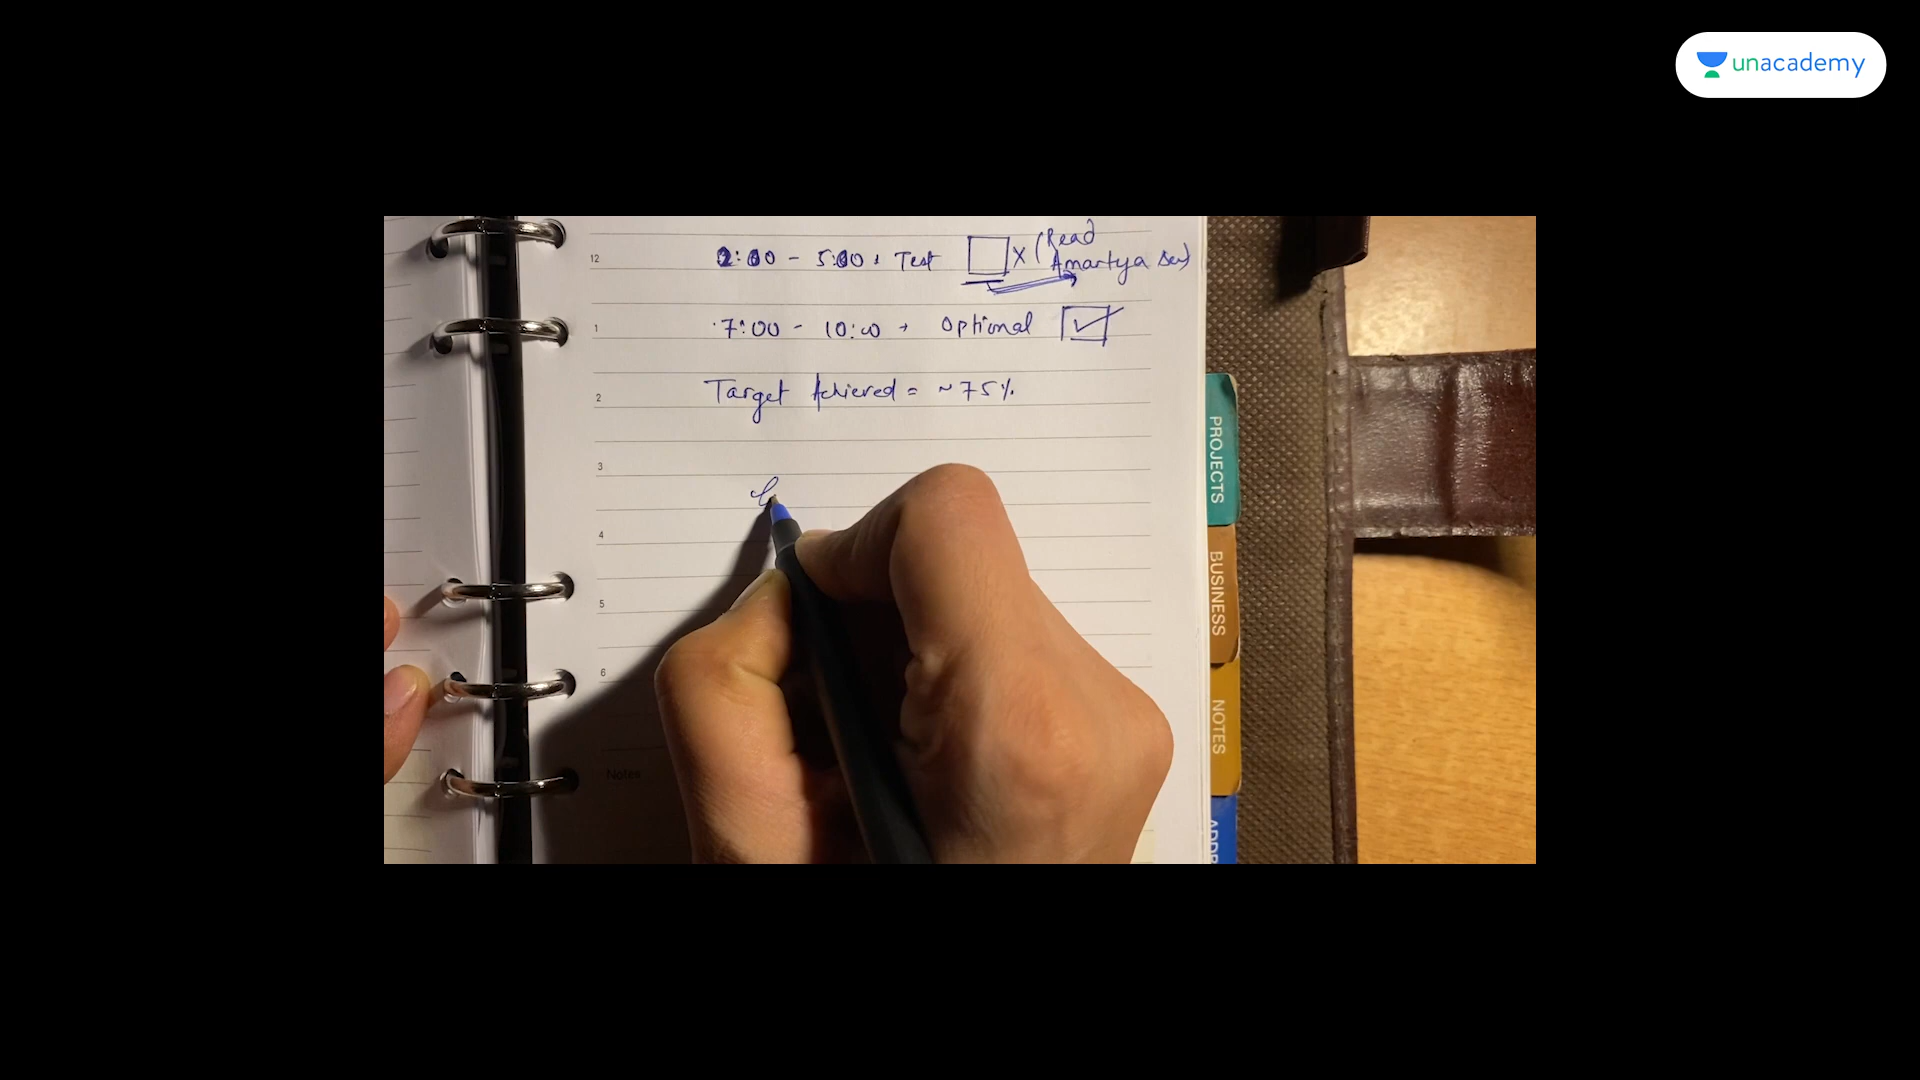 unacademy
12 2:00 - 5:00 → Test X (Read
Amartya Sen)
1 7:00 - 10:00 → Optional
2 Target Achieved = ~75%
3
4
5
6
Notes
PROJECTS
BUSINESS
NOTES
ADDR